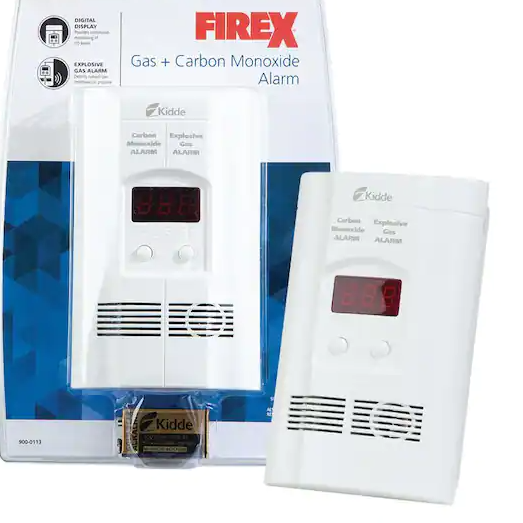 DIGITAL
DISPLAY
FIREX
Gas + Carbon Monoxide
Alarm
EXPLOSIVE
GAS ALARM
Kidde
Carbon
Monoxide
ALARM
Explosive
Gas
ALARM
Kidde
Carbon
Monoxide
ALARM
Explosive
Gas
ALARM
Kidde
900-0113